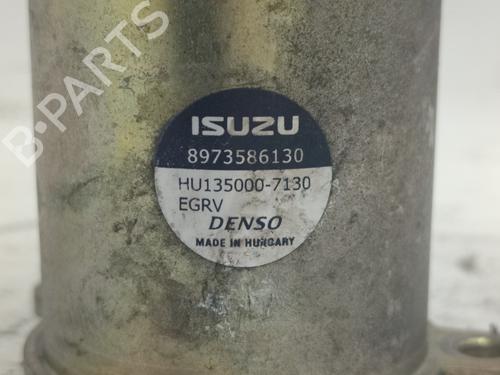 ISUZU
8973586130
HU135000-7130
EGRV
DENSO
MADE IN HUNGARY
B-PARTS